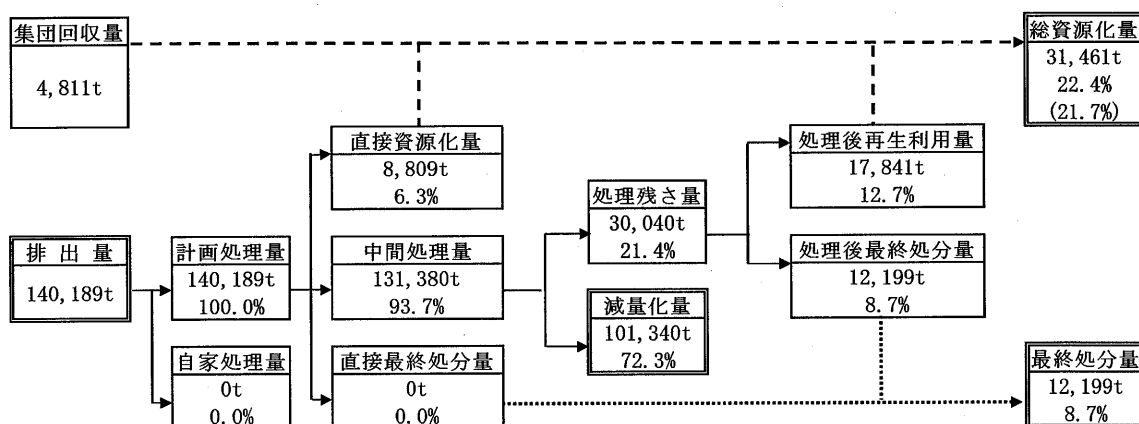 集団回収量
4,811t
総資源化量
31,461t
22.4%
(21.7%)
直接資源化量
8,809t
6.3%
処理後再生利用量
17,841t
12.7%
処理残さ量
30,040t
21.4%
排出量
140,189t
計画処理量
140,189t
100.0%
中間処理量
131,380t
93.7%
処理後最終処分量
12,199t
8.7%
減量化量
101,340t
72.3%
自家処理量
0t
0.0%
直接最終処分量
0t
0.0%
最終処分量
12,199t
8.7%